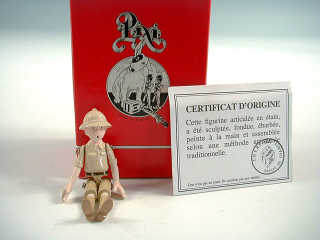 Pixi
CERTIFICAT D'ORIGINE
Cette figurine articulée en étain,
a été sculptée, fondue, ébarbée,
peinte à la main et assemblée
selon une méthode
traditionnelle.